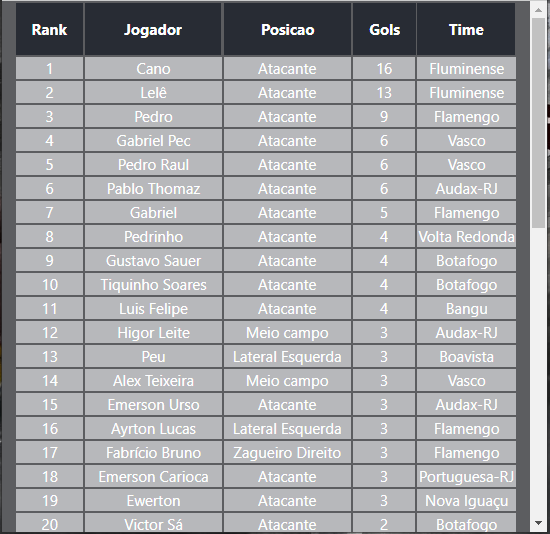 Rank Jogador Posicao Gols Time
1 Cano Atacante 16 Fluminense
2 Lelê Atacante 13 Fluminense
3 Pedro Atacante 9 Flamengo
4 Gabriel Pec Atacante 6 Vasco
5 Pedro Raul Atacante 6 Vasco
6 Pablo Thomaz Atacante 6 Audax-RJ
7 Gabriel Atacante 5 Flamengo
8 Pedrinho Atacante 4 Volta Redonda
9 Gustavo Sauer Atacante 4 Botafogo
10 Tiquinho Soares Atacante 4 Botafogo
11 Luis Felipe Atacante 4 Bangu
12 Higor Leite Meio campo 3 Audax-RJ
13 Peu Lateral Esquerda 3 Boavista
14 Alex Teixeira Meio campo 3 Vasco
15 Emerson Urso Atacante 3 Audax-RJ
16 Ayrton Lucas Lateral Esquerda 3 Flamengo
17 Fabrício Bruno Zagueiro Direito 3 Flamengo
18 Emerson Carioca Atacante 3 Portuguesa-RJ
19 Ewerton Atacante 3 Nova Iguaçu
20 Victor Sá Atacante 2 Botafogo